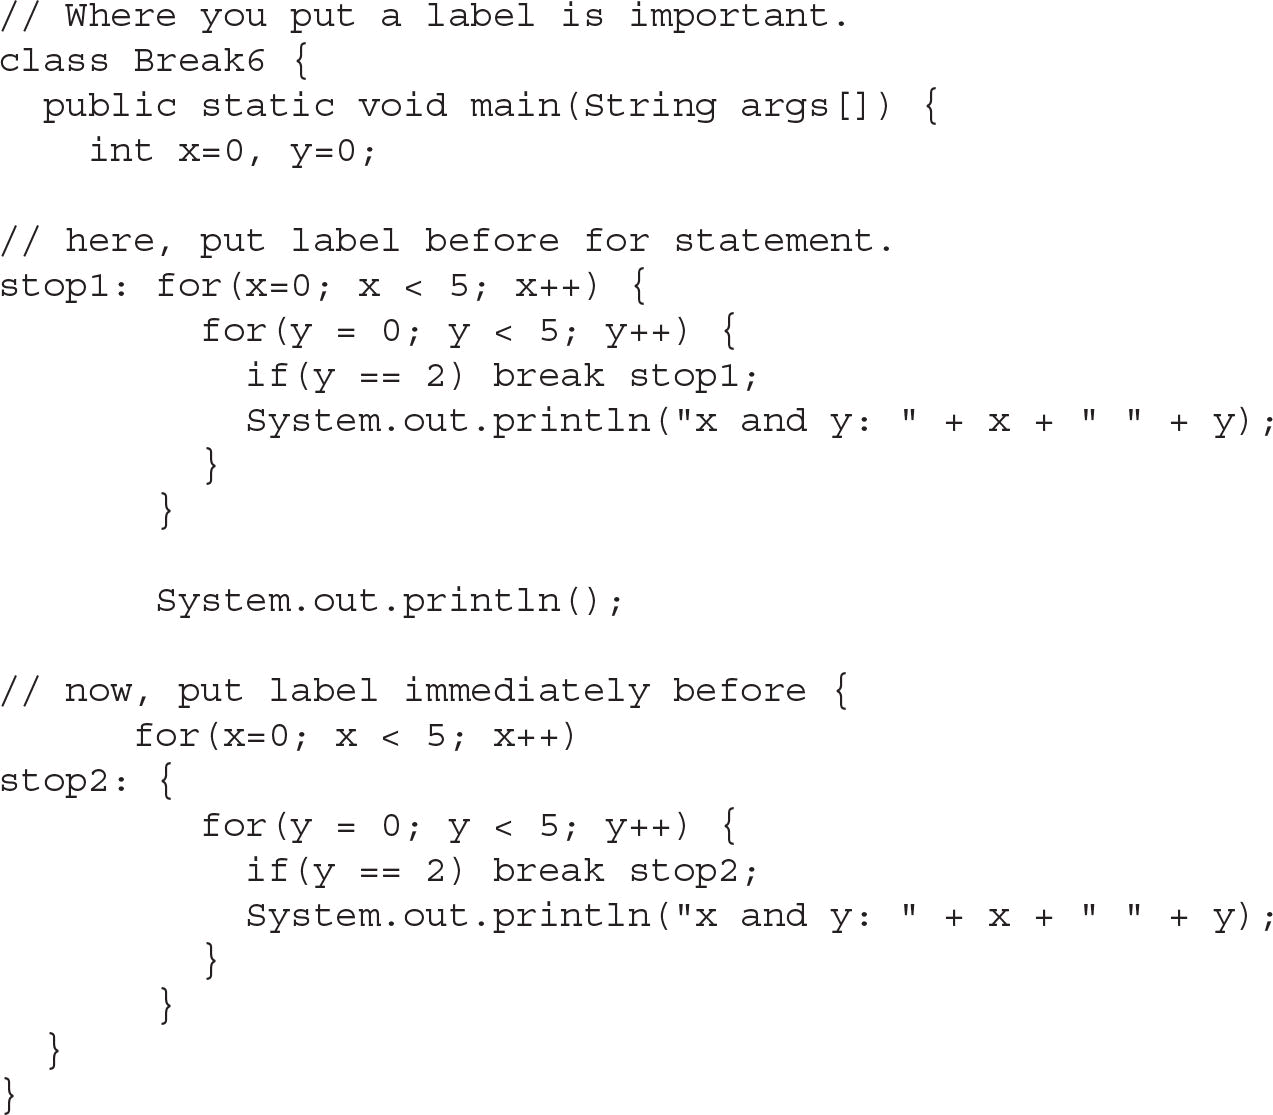 // Where you put a label is important.
class Break6 {
  public static void main(String args[]) {
    int x=0, y=0;

// here, put label before for statement.
stop1: for(x=0; x < 5; x++) {
         for(y = 0; y < 5; y++) {
           if(y == 2) break stop1;
           System.out.println("x and y: " + x + " " + y);
         }
       }

       System.out.println();

// now, put label immediately before {
      for(x=0; x < 5; x++)
stop2: {
         for(y = 0; y < 5; y++) {
           if(y == 2) break stop2;
           System.out.println("x and y: " + x + " " + y);
         }
       }
  }
}